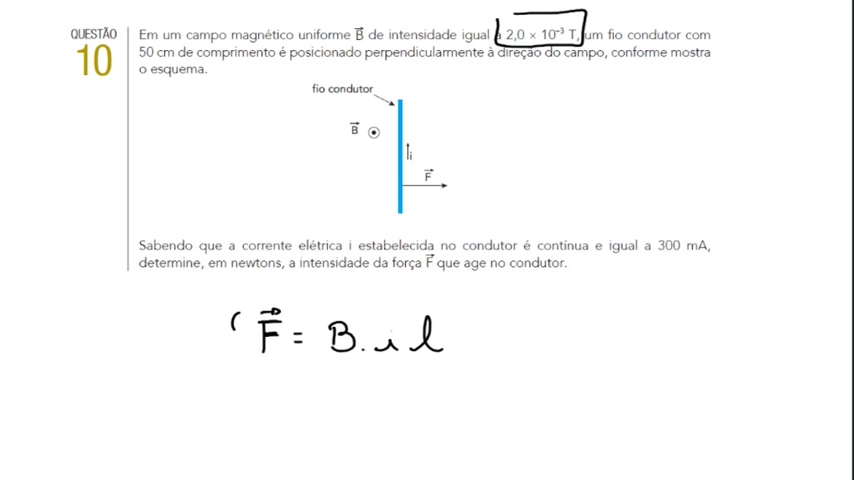 QUESTÃO
10
Em um campo magnético uniforme B⃗ de intensidade igual a 2,0 × 10⁻³ T, um fio condutor com
50 cm de comprimento é posicionado perpendicularmente à direção do campo, conforme mostra
o esquema.
fio condutor
B⃗
i
F⃗
Sabendo que a corrente elétrica i estabelecida no condutor é contínua e igual a 300 mA,
determine, em newtons, a intensidade da força F⃗ que age no condutor.
( F⃗ = B. i l